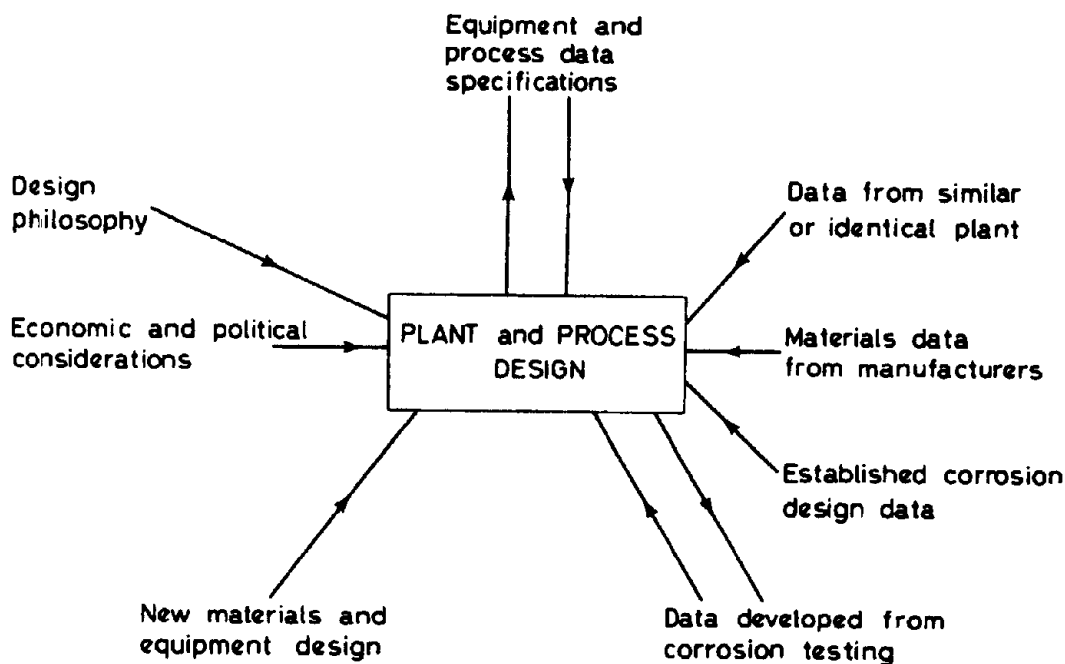 Equipment and
process data
specifications
Design
philosophy
Data from similar
or identical plant
Economic and political
considerations
PLANT and PROCESS
DESIGN
Materials data
from manufacturers
Established corrosion
design data
New materials and
equipment design
Data developed from
corrosion testing